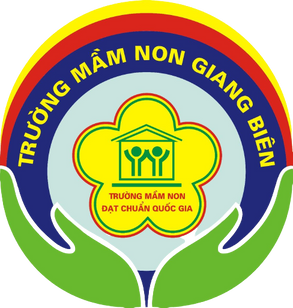 TRƯỜNG MẦM NON GIANG BIÊN
TRƯỜNG MẦM NON
ĐẠT CHUẨN QUỐC GIA